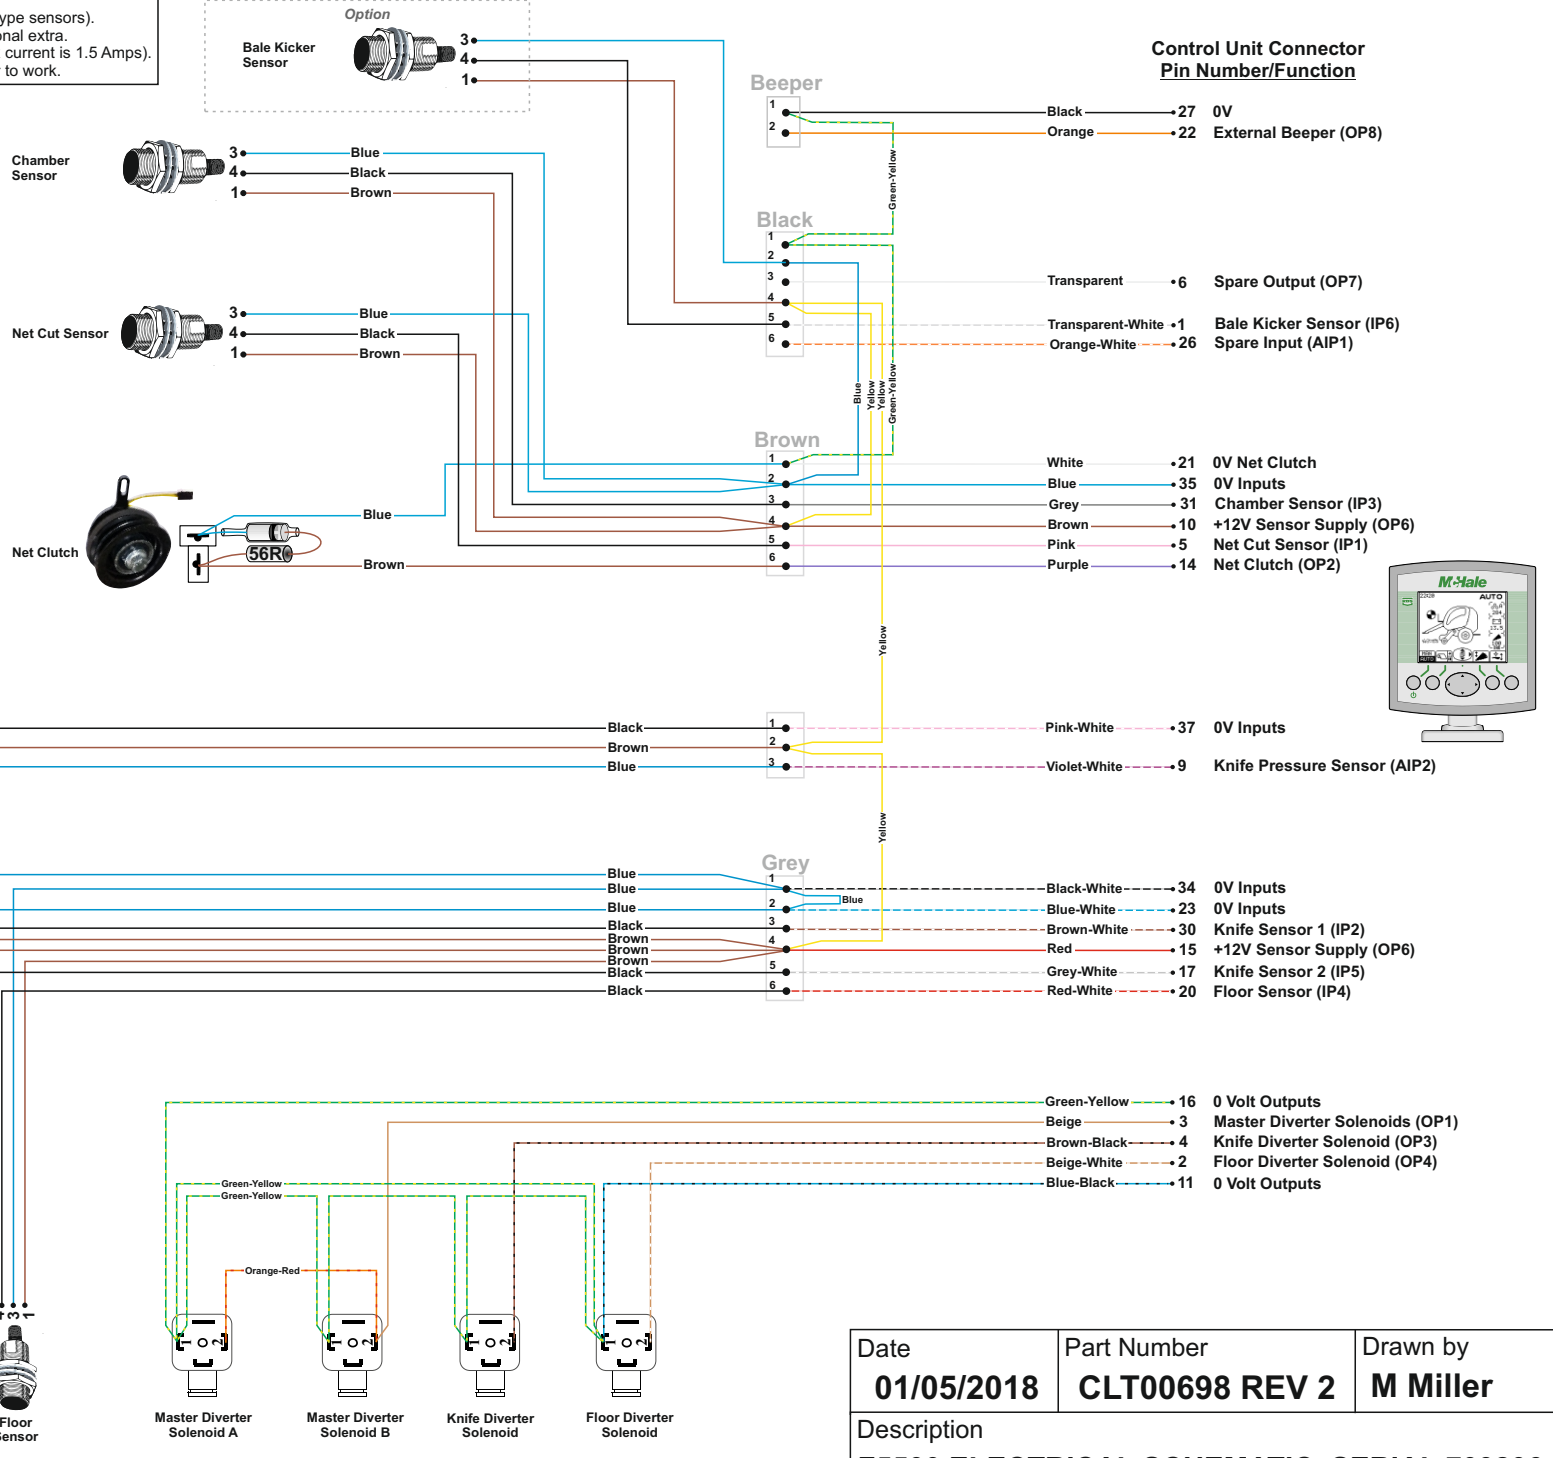 ype sensors).
onal extra.
current is 1.5 Amps).
to work.
Option
Bale Kicker
Sensor
3
4
1
Control Unit Connector
Pin Number/Function
Beeper
1
2
Black 27 0V
Orange 22 External Beeper (OP8)
Green-Yellow
Chamber
Sensor
3 Blue
4 Black
1 Brown
Black
1
2
3
4
5
6
Transparent 6 Spare Output (OP7)
Transparent-White 1 Bale Kicker Sensor (IP6)
Orange-White 26 Spare Input (AIP1)
Net Cut Sensor
3 Blue
4 Black
1 Brown
Blue
Yellow
Yellow
Green-Yellow
Brown
1
2
3
4
5
6
White 21 0V Net Clutch
Blue 35 0V Inputs
Grey 31 Chamber Sensor (IP3)
Brown 10 +12V Sensor Supply (OP6)
Pink 5 Net Cut Sensor (IP1)
Purple 14 Net Clutch (OP2)
Net Clutch
Blue
56R
Brown
McHale
AUTO
Yellow
Black 1 Pink-White 37 0V Inputs
Brown 2
Blue 3 Violet-White 9 Knife Pressure Sensor (AIP2)
Yellow
Grey
Blue 1
Blue Black-White 34 0V Inputs
Blue 2 Blue Blue-White 23 0V Inputs
Black 3 Brown-White 30 Knife Sensor 1 (IP2)
Brown 4
Brown Red 15 +12V Sensor Supply (OP6)
Brown
Black 5 Grey-White 17 Knife Sensor 2 (IP5)
Black 6 Red-White 20 Floor Sensor (IP4)
Green-Yellow 16 0 Volt Outputs
Beige 3 Master Diverter Solenoids (OP1)
Brown-Black 4 Knife Diverter Solenoid (OP3)
Beige-White 2 Floor Diverter Solenoid (OP4)
Blue-Black 11 0 Volt Outputs
Green-Yellow
Green-Yellow
Orange-Red
4 3 1
1 2
1 2
1 2
1 2
Floor
Sensor
Master Diverter
Solenoid A
Master Diverter
Solenoid B
Knife Diverter
Solenoid
Floor Diverter
Solenoid
Date
01/05/2018
Part Number
CLT00698 REV 2
Drawn by
M Miller
Description